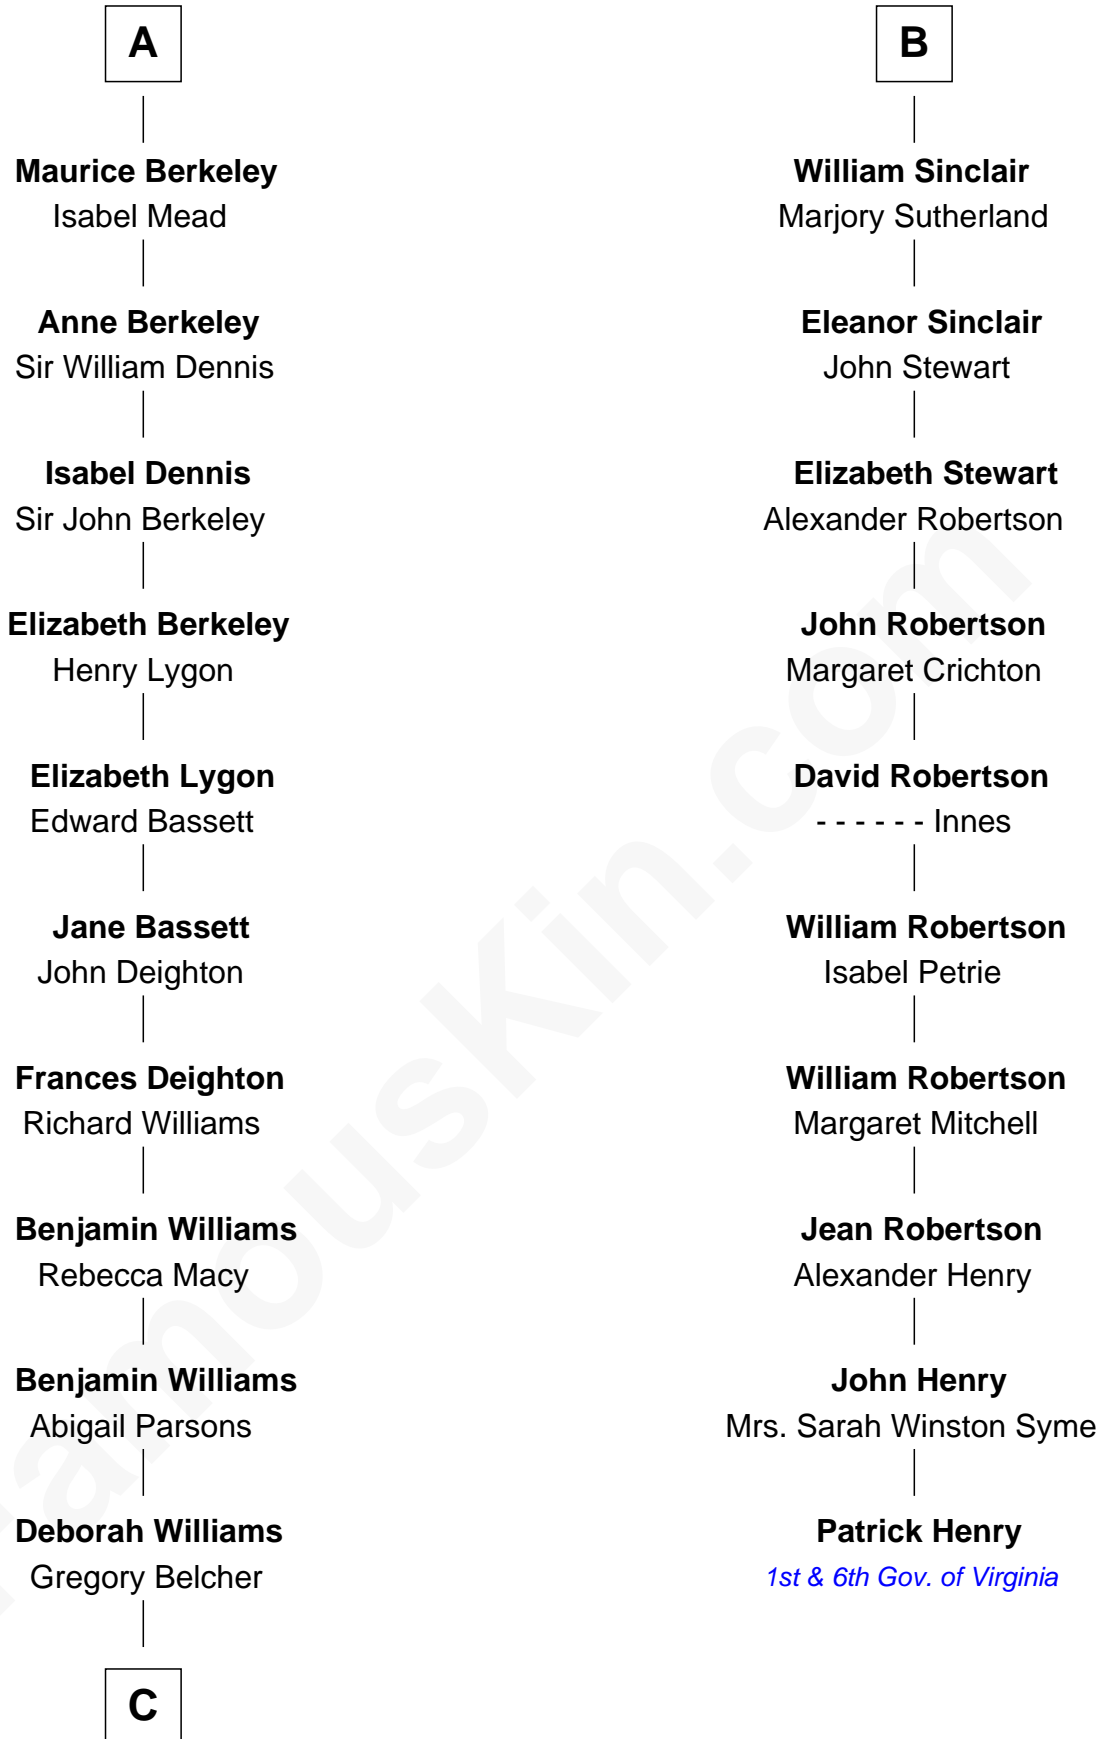 A
Maurice Berkeley
Isabel Mead
Anne Berkeley
Sir William Dennis
Isabel Dennis
Sir John Berkeley
Elizabeth Berkeley
Henry Lygon
Elizabeth Lygon
Edward Bassett
Jane Bassett
John Deighton
Frances Deighton
Richard Williams
Benjamin Williams
Rebecca Macy
Benjamin Williams
Abigail Parsons
Deborah Williams
Gregory Belcher
C
B
William Sinclair
Marjory Sutherland
Eleanor Sinclair
John Stewart
Elizabeth Stewart
Alexander Robertson
John Robertson
Margaret Crichton
David Robertson
- - - - - - Innes
William Robertson
Isabel Petrie
William Robertson
Margaret Mitchell
Jean Robertson
Alexander Henry
John Henry
Mrs. Sarah Winston Syme
Patrick Henry
1st & 6th Gov. of Virginia
FamousKin.com